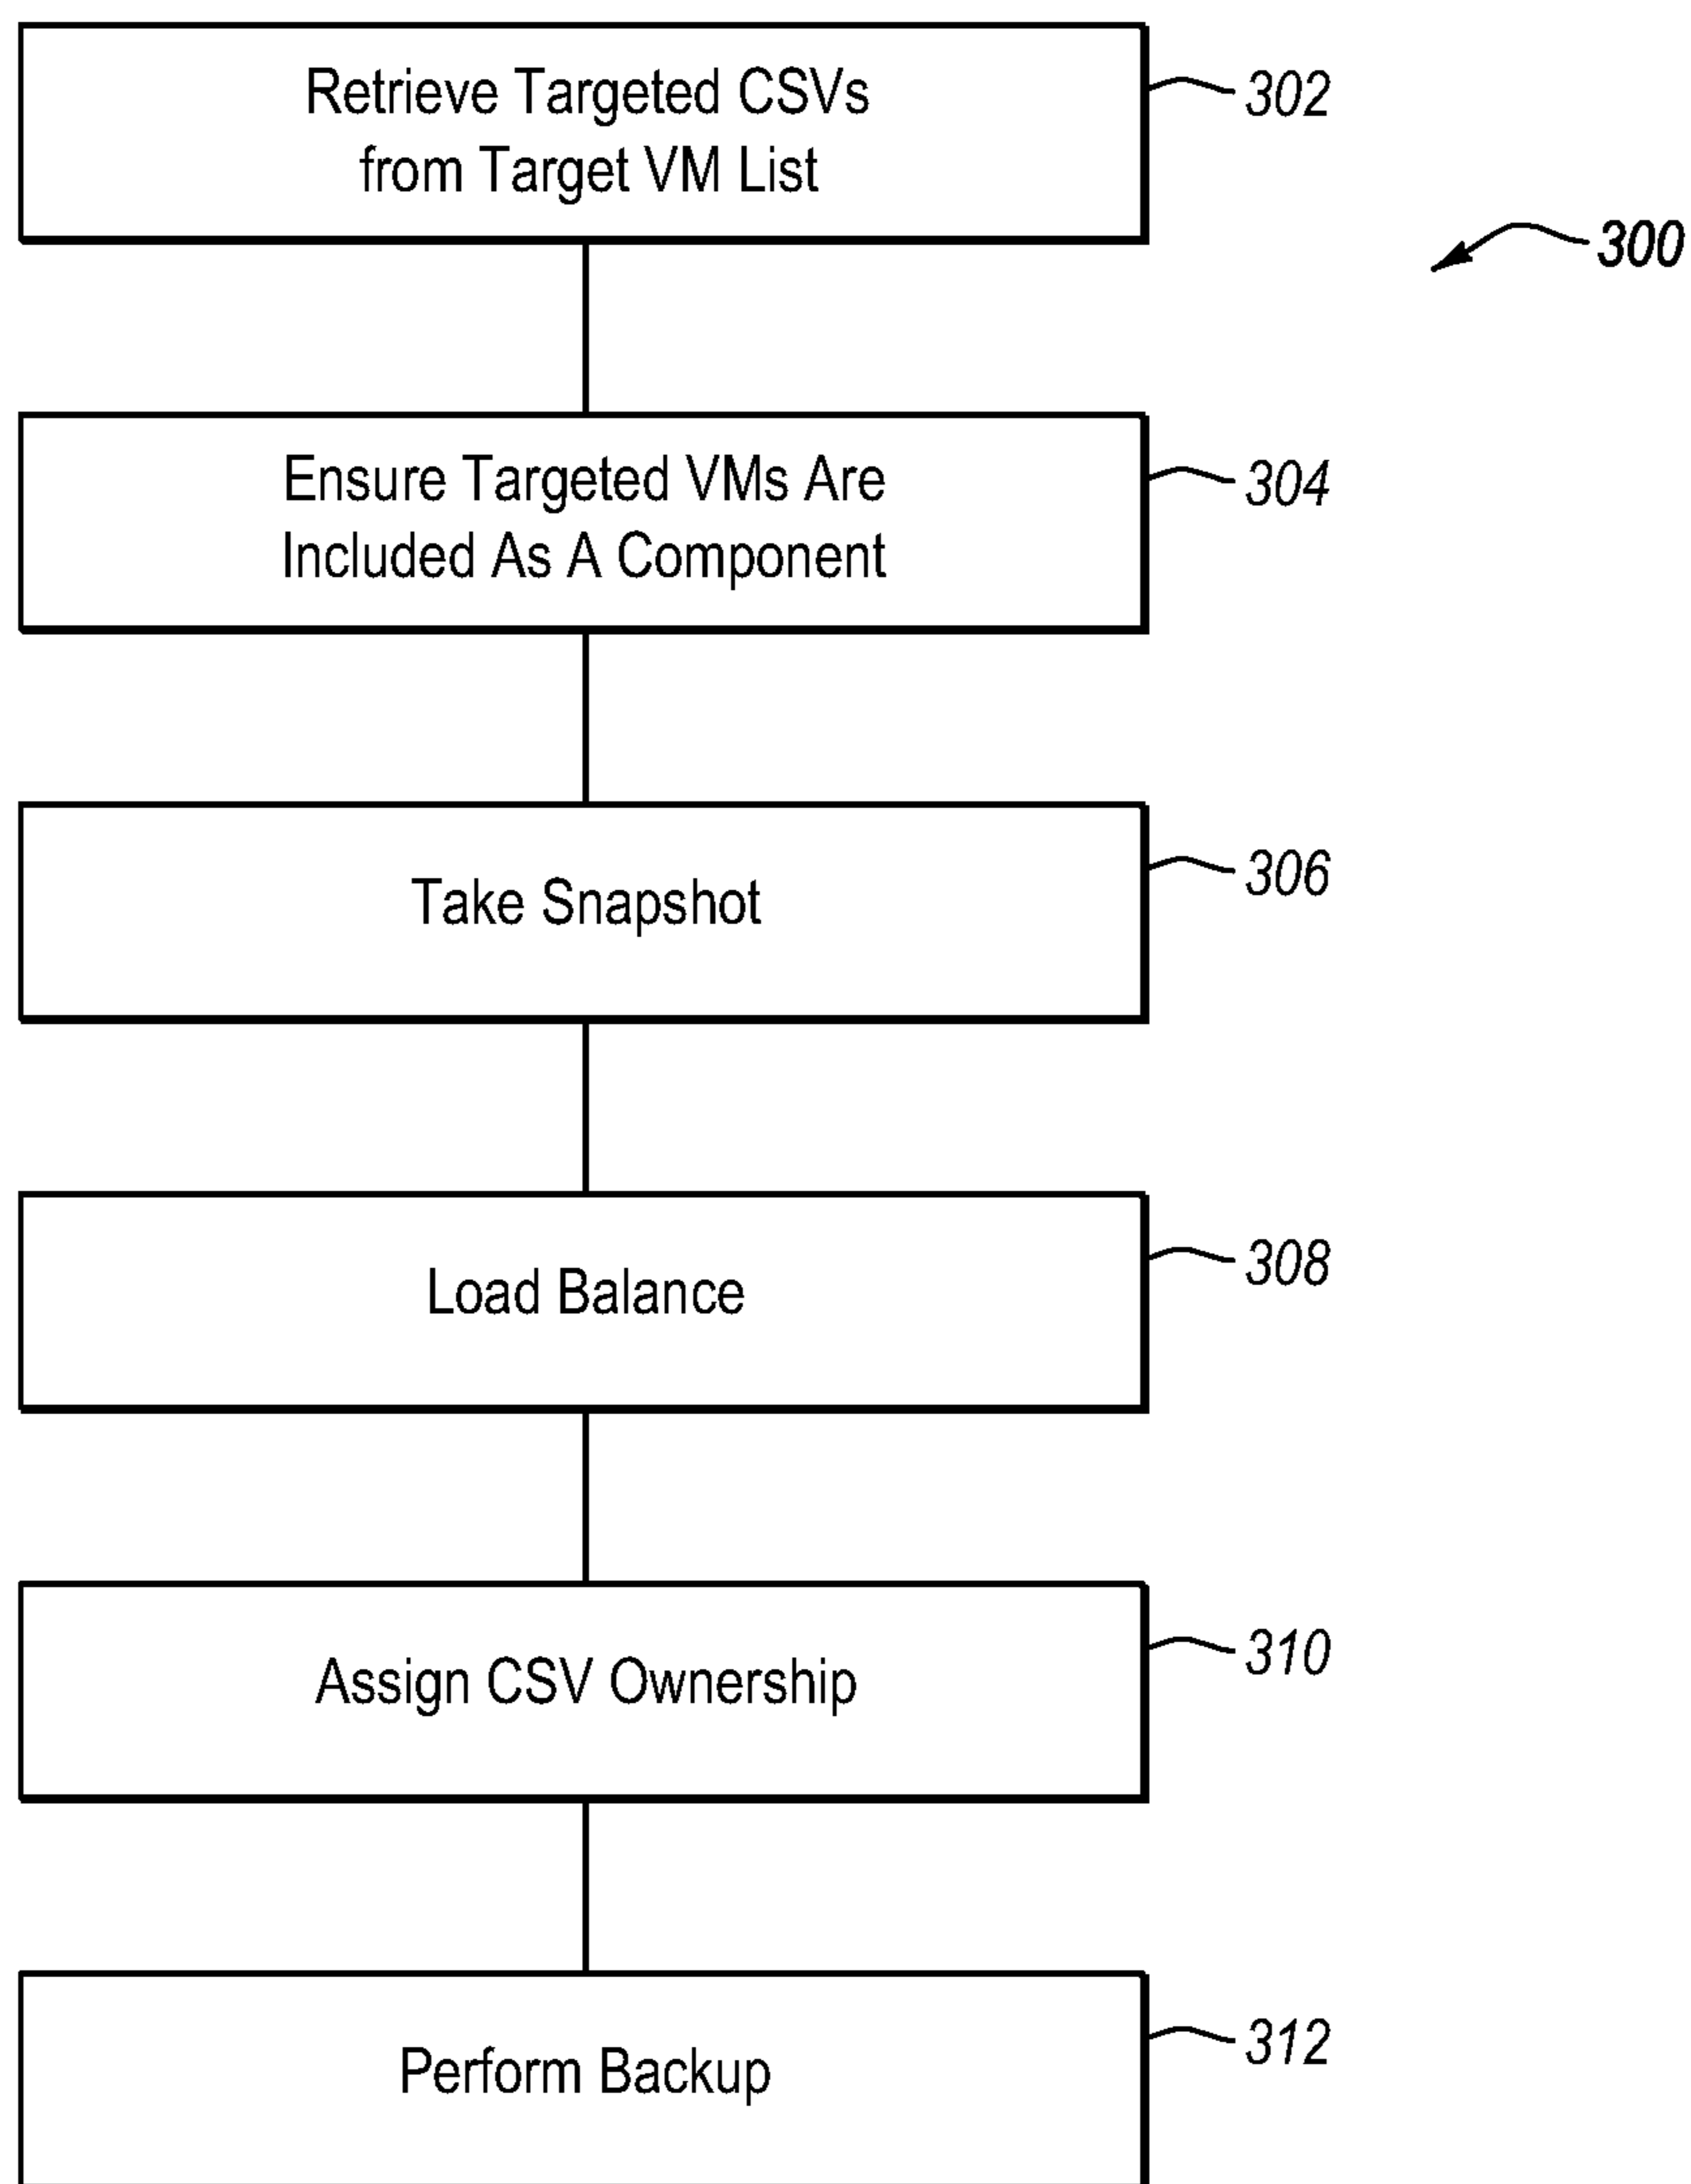 Retrieve Targeted CSVs
from Target VM List
302
300
Ensure Targeted VMs Are
Included As A Component
304
Take Snapshot
306
Load Balance
308
Assign CSV Ownership
310
Perform Backup
312